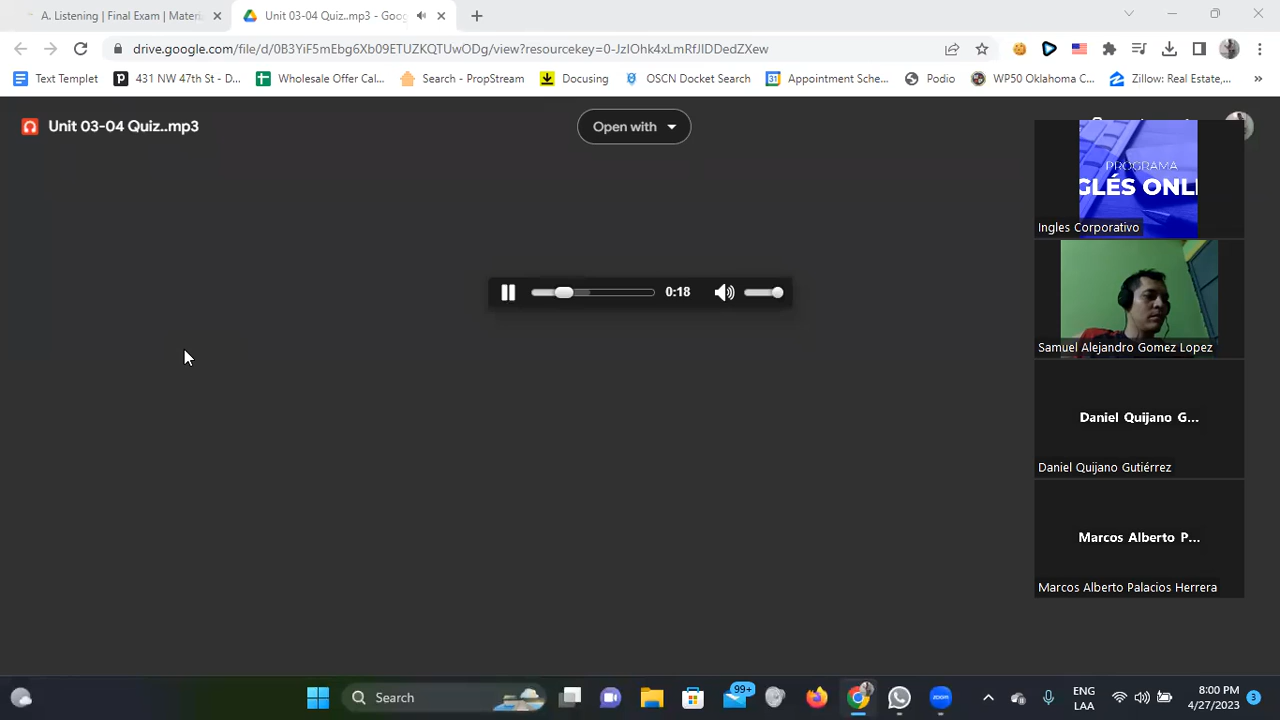 A. Listening | Final Exam | Materi
Unit 03-04 Quiz..mp3 - Goo
drive.google.com/file/d/0B3YiF5mEbg6Xb09ETUZKQTUwODg/view?resourcekey=0-JzIOhk4xLmRfJIDDedZXew
Text Templet
431 NW 47th St - D...
Wholesale Offer Cal...
Search - PropStream
Docusing
OSCN Docket Search
Appointment Sche...
Podio
WP50 Oklahoma C...
Zillow: Real Estate,...
Unit 03-04 Quiz..mp3
Open with
PROGRAMA
GLÉS ONLI
Ingles Corporativo
0:18
Samuel Alejandro Gomez Lopez
Daniel Quijano G...
Daniel Quijano Gutiérrez
Marcos Alberto P...
Marcos Alberto Palacios Herrera
Search
99+
ENG
LAA
8:00 PM
4/27/2023
3